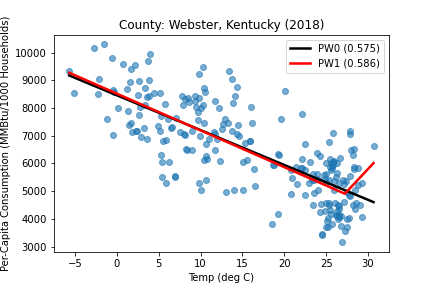 County: Webster, Kentucky (2018)
PW0 (0.575)
PW1 (0.586)
Per-Capita Consumption (MMBtu/1000 Households)
10000
9000
8000
7000
6000
5000
4000
3000
−5 0 5 10 15 20 25 30
Temp (deg C)